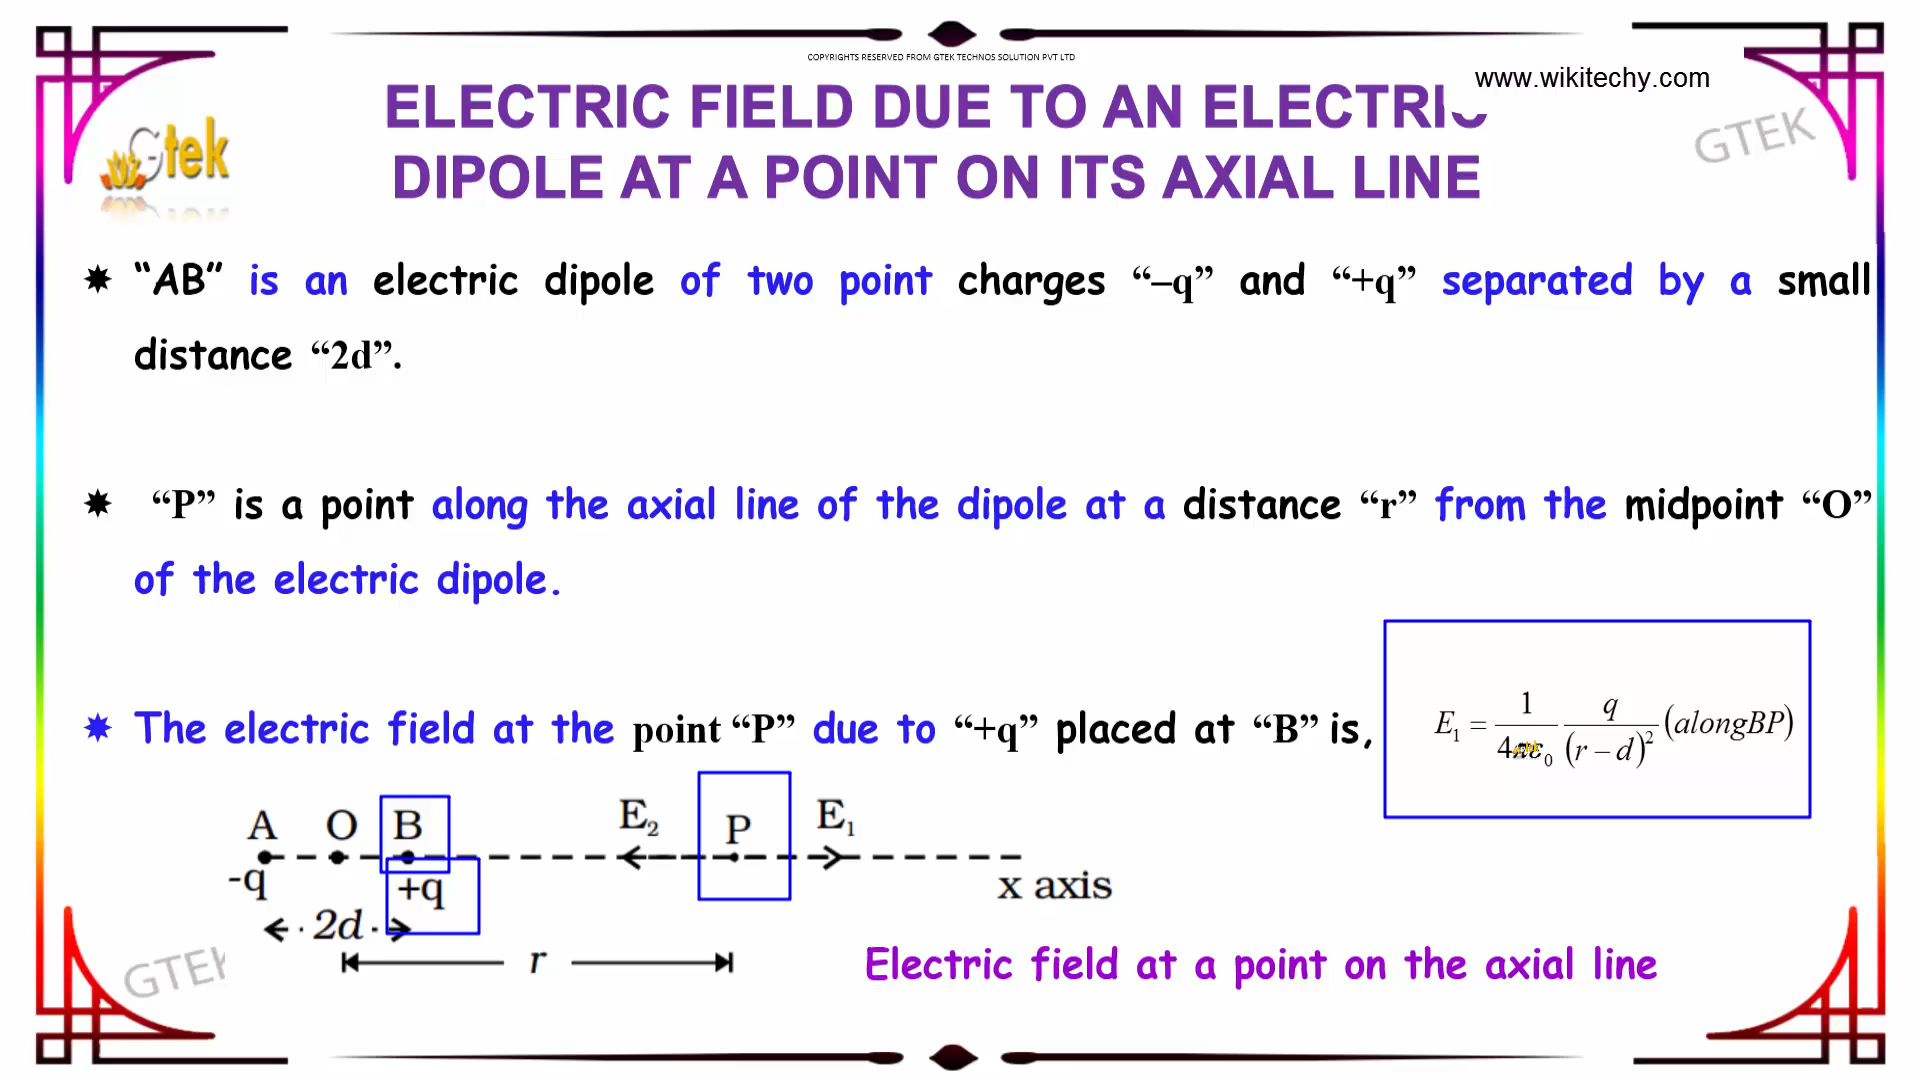 COPYRIGHTS RESERVED FROM GTEK TECHNOS SOLUTION PVT LTD
www.wikitechy.com
ELECTRIC FIELD DUE TO AN ELECTRIC
DIPOLE AT A POINT ON ITS AXIAL LINE
Gtek
GTEK
“AB” is an electric dipole of two point charges “–q” and “+q” separated by a small
distance “2d”.
“P” is a point along the axial line of the dipole at a distance “r” from the midpoint “O”
of the electric dipole.
The electric field at the point “P” due to “+q” placed at “B” is,
E₁ = 1/4πε₀ q/(r – d)² (alongBP)
A O B E₂ P E₁
-q +q x axis
2d
r
Electric field at a point on the axial line
GTEK